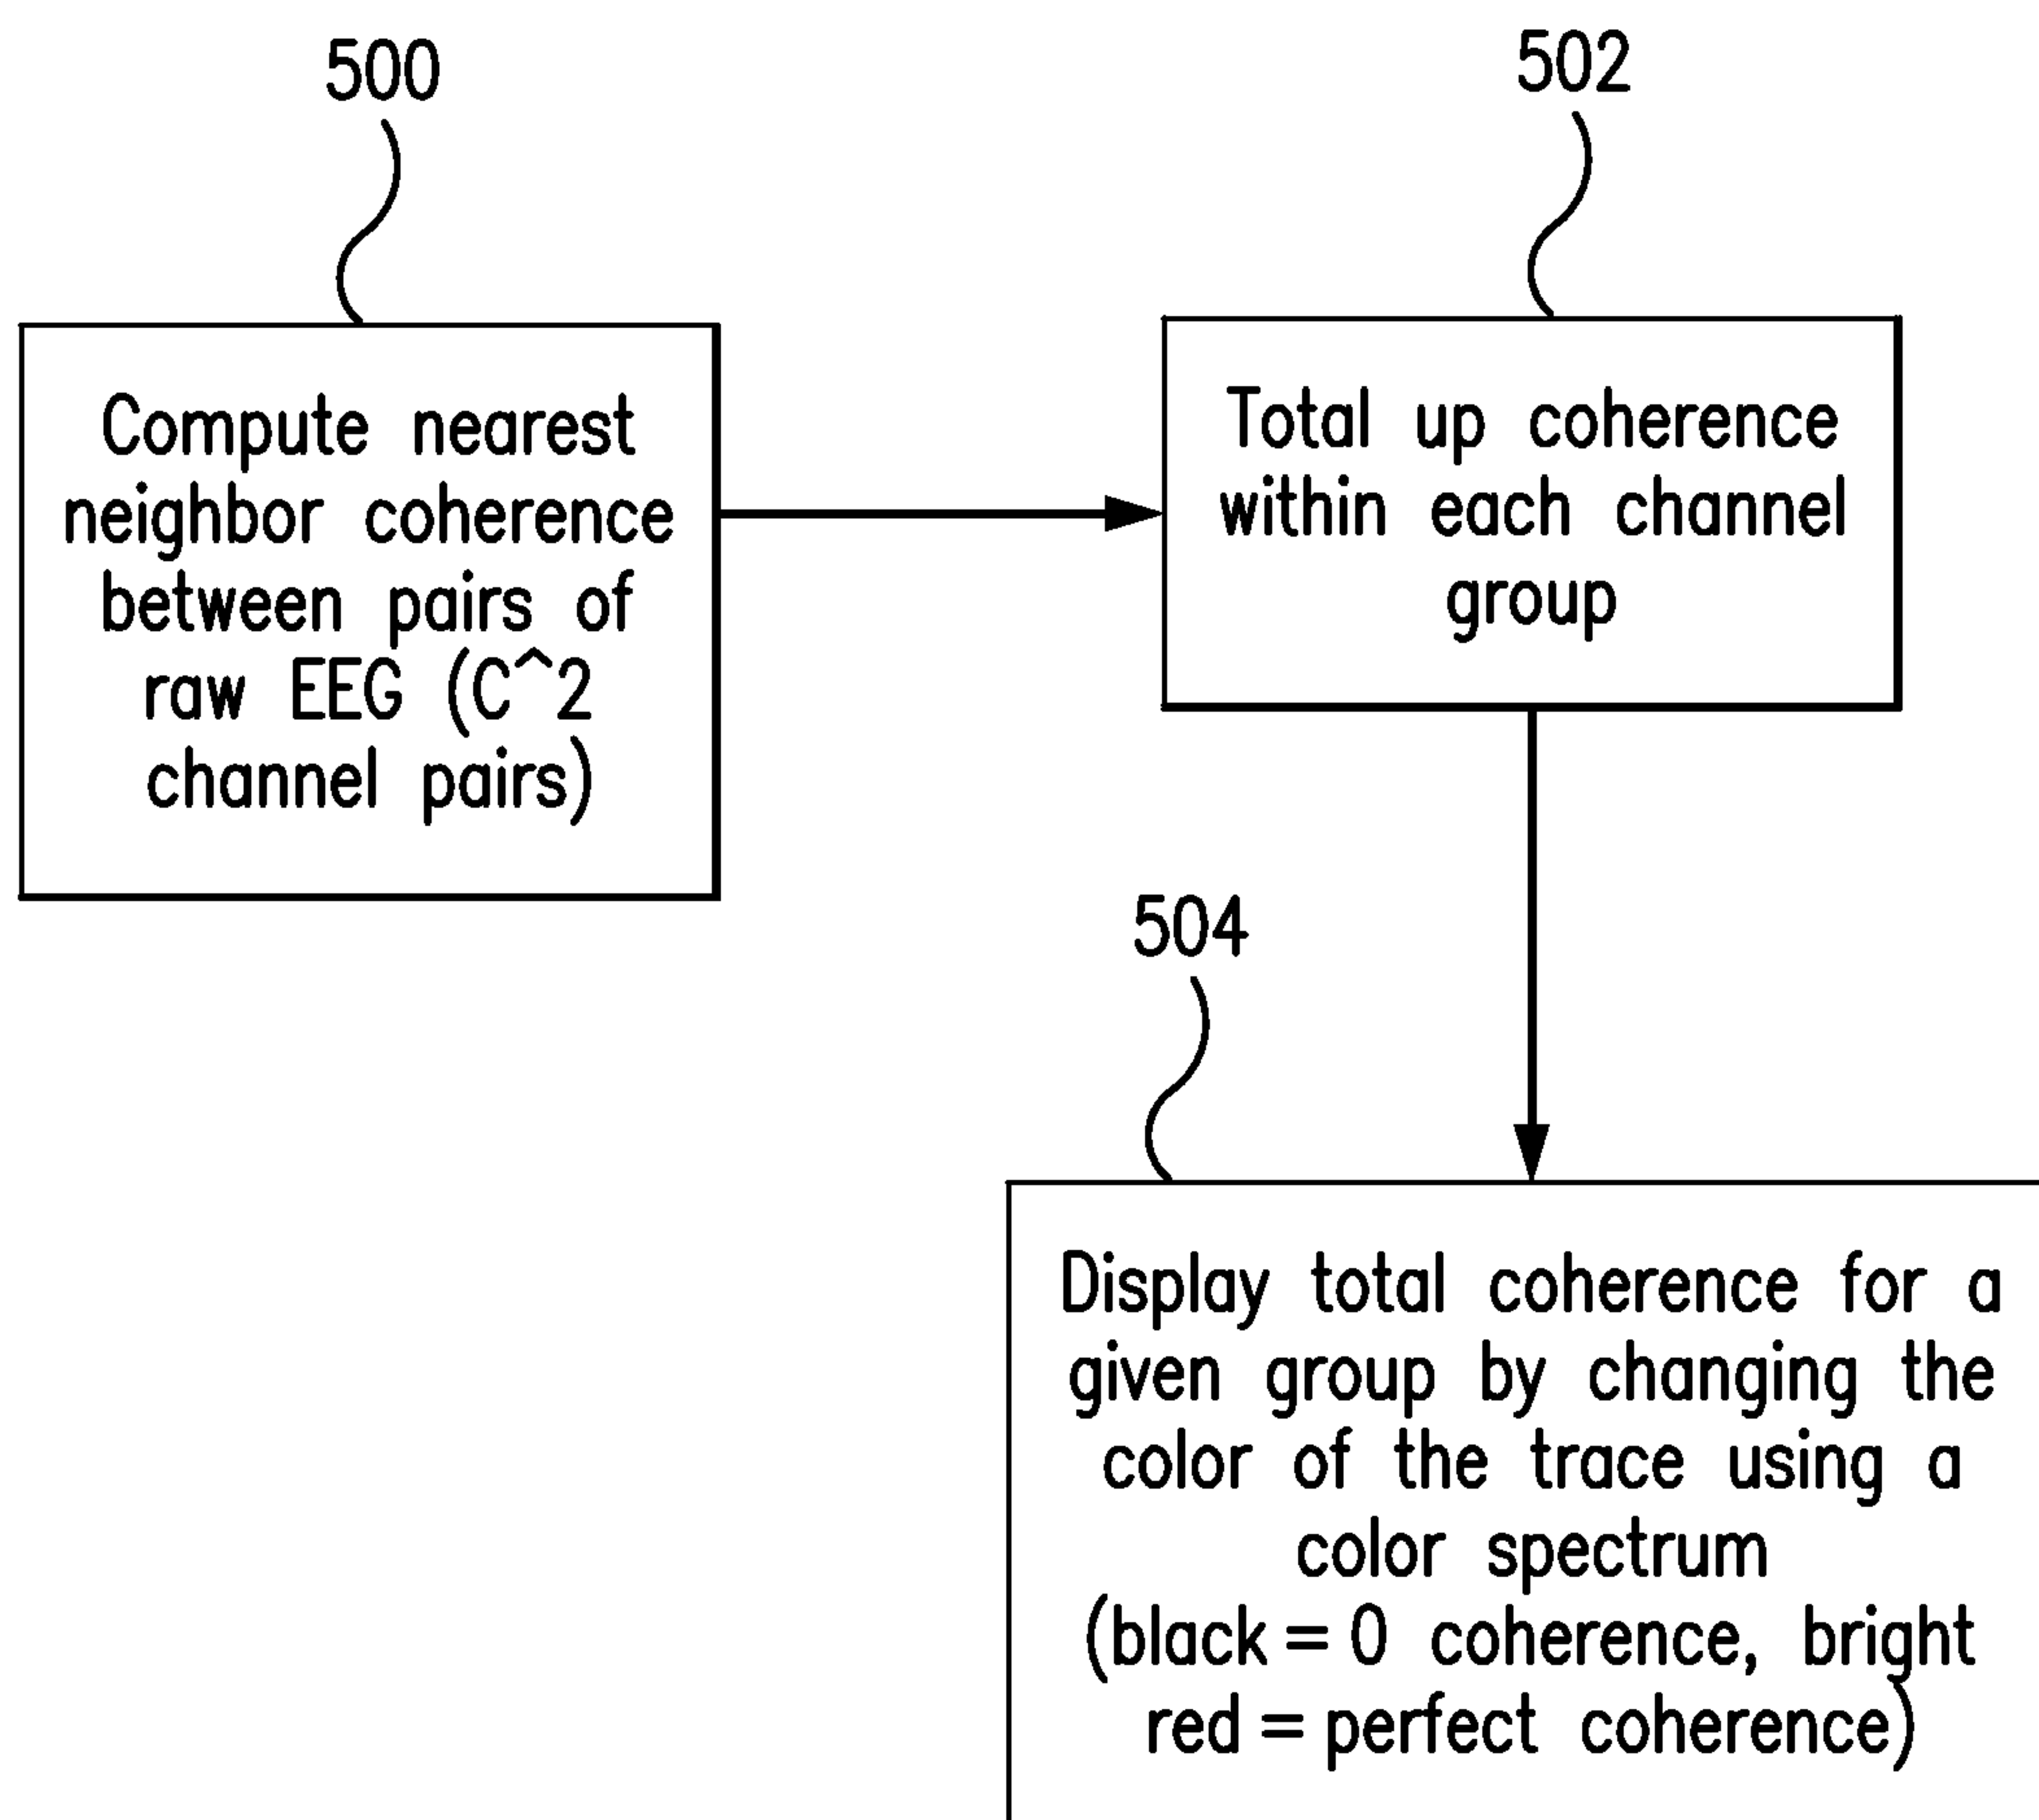 500
Compute nearest
neighbor coherence
between pairs of
raw EEG (C^2
channel pairs)
502
Total up coherence
within each channel
group
504
Display total coherence for a
given group by changing the
color of the trace using a
color spectrum
(black = 0 coherence, bright
red = perfect coherence)